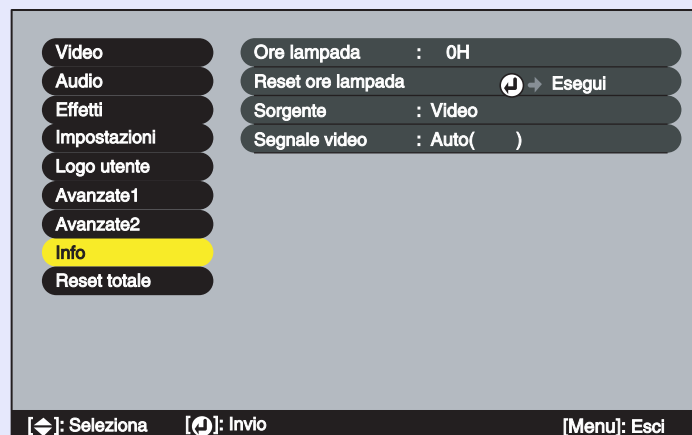 Video
Audio
Effetti
Impostazioni
Logo utente
Avanzate1
Avanzate2
Info
Reset totale
Ore lampada : 0H
Reset ore lampada Esegui
Sorgente : Video
Segnale video : Auto( )
[ ]: Seleziona [ ]: Invio [Menu]: Esci